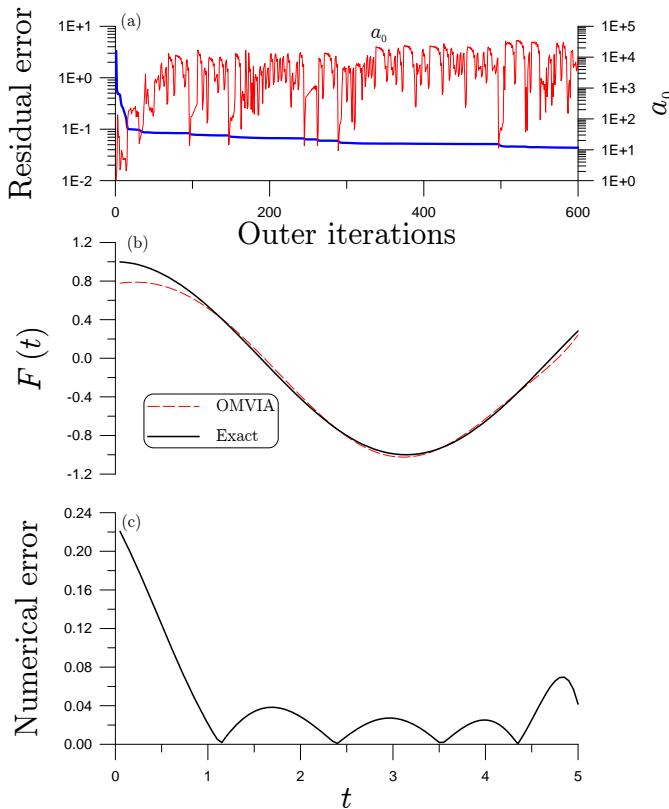 (a)
a₀
Residual error
1E+1
1E+0
1E-1
1E-2
1E+5
1E+4
1E+3
1E+2
1E+1
1E+0
a₀
0
200
400
600
Outer iterations
(b)
F (t)
1.2
0.8
0.4
0.0
-0.4
-0.8
-1.2
OMVIA
Exact
(c)
Numerical error
0.24
0.20
0.16
0.12
0.08
0.04
0.00
0
1
2
3
4
5
t